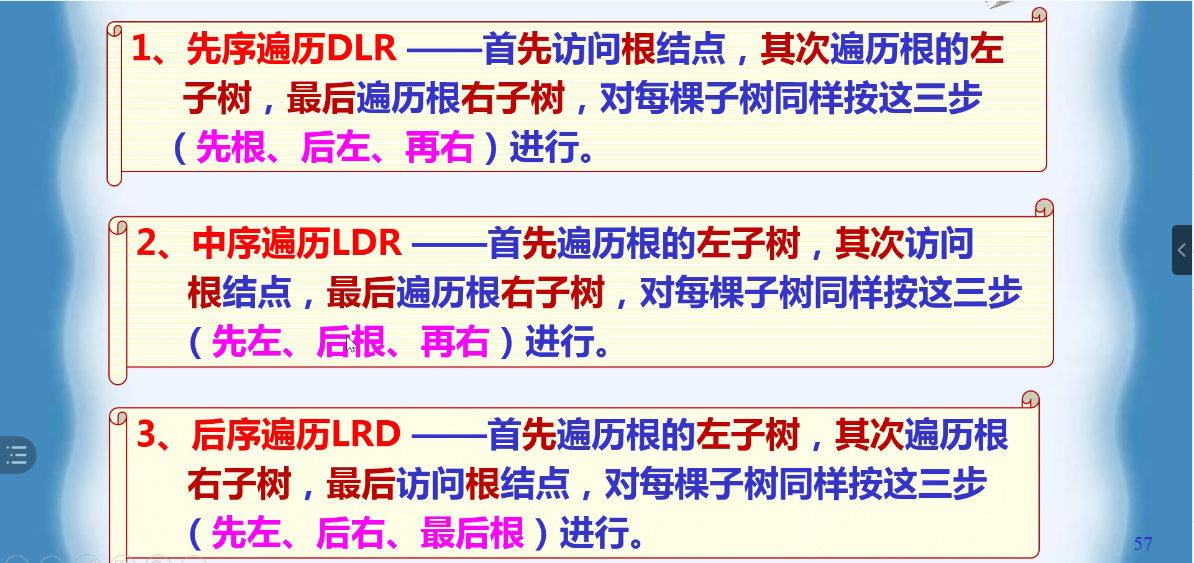 1、先序遍历DLR ——首先访问根结点，其次遍历根的左
子树，最后遍历根右子树，对每棵子树同样按这三步
（先根、后左、再右）进行。
2、中序遍历LDR ——首先遍历根的左子树，其次访问
根结点，最后遍历根右子树，对每棵子树同样按这三步
（先左、后根、再右）进行。
3、后序遍历LRD ——首先遍历根的左子树，其次遍历根
右子树，最后访问根结点，对每棵子树同样按这三步
（先左、后右、最后根）进行。
57